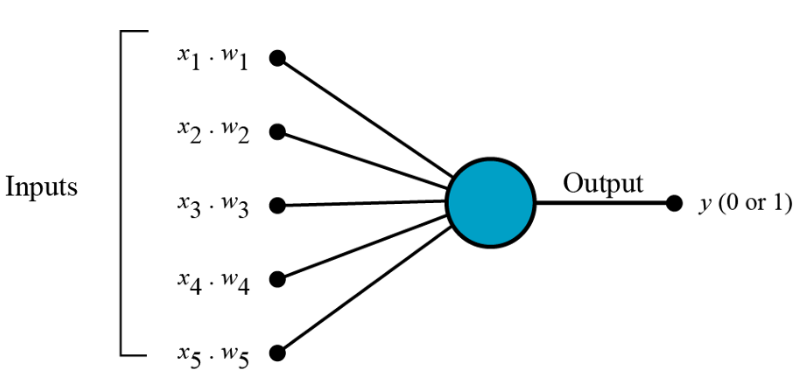 x1 . w1
x2 . w2
Inputs
x3 . w3
Output
y (0 or 1)
x4 . w4
x5 . w5